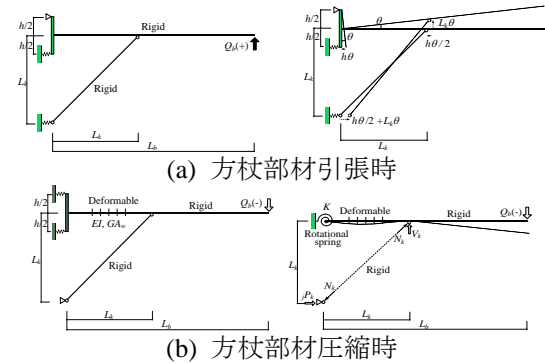 h/2
h/2
Rigid
Q_b(+)
L_k
Rigid
L_k
L_b
h/2
h/2
θ
θ
L_kθ
hθ
hθ/2
L_k
hθ/2 +L_kθ
L_k
(a) 方杖部材引張時
h/2
h/2
Deformable
EI, GA_w
Rigid
Q_b(-)
L_k
Rigid
L_k
L_b
K
Deformable
Rigid
Q_b(-)
Rotational
spring
N_k
V_k
L_k
Rigid
N_k
jP_k
L_k
L_b
(b) 方杖部材圧縮時